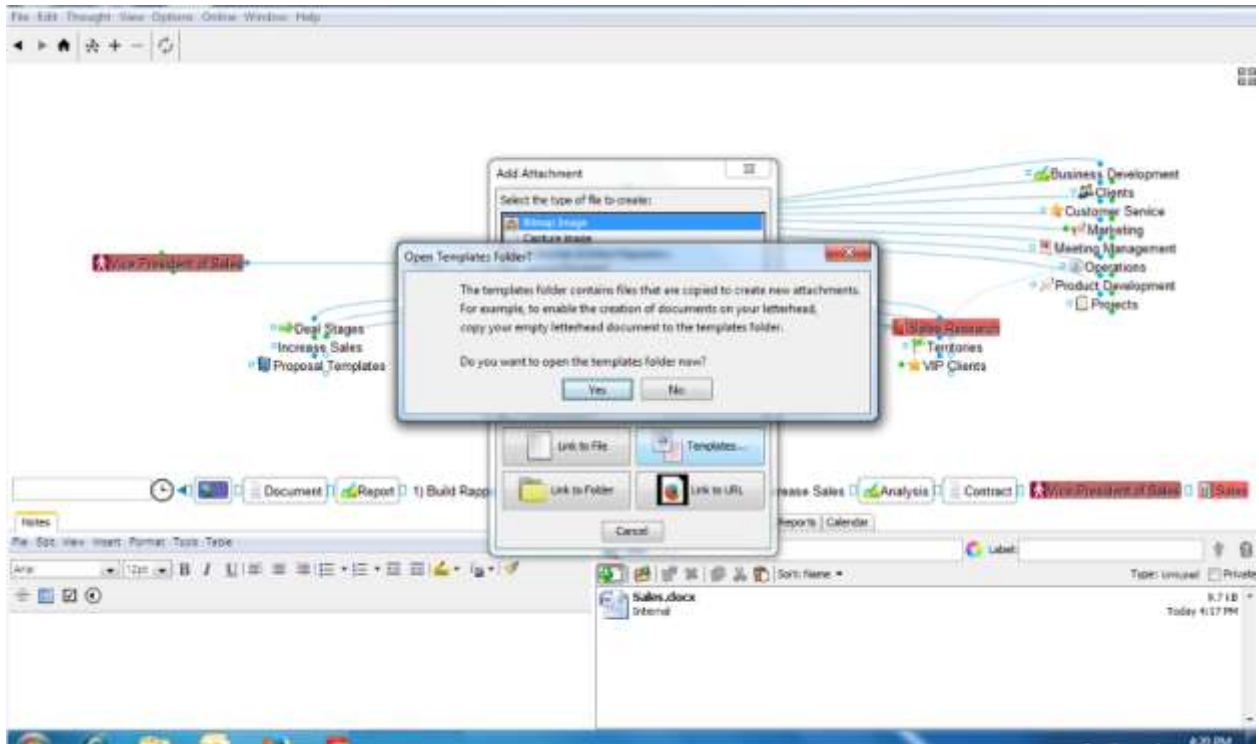 File Edit Thought View Options Online Window Help
Add Attachment
Select the type of file to create:
Bitmap Image
Capture Image
Open Templates Folder?
The templates folder contains files that are copied to create new attachments.
For example, to enable the creation of documents on your letterhead,
copy your empty letterhead document to the templates folder.
Do you want to open the templates folder now?
Yes No
Business Development
Clients
Customer Service
Marketing
Meeting Management
Operations
Product Development
Projects
Vice President of Sales
Deal Stages
Increase Sales
Proposal Templates
Sales Research
Territories
VIP Clients
Link to File Templates...
Link to Folder Link to URL
Cancel
Document Report 1) Build Rapp
rease Sales Analysis Contract Vice President of Sales Sales
Notes
Reports Calendar
File Edit View Insert Format Tools Table
Label:
Arial 12pt B I U
Sort: Name Type: Private
Sales.docx 9.7 kB
Internal Today 4:17 PM
4:20 PM